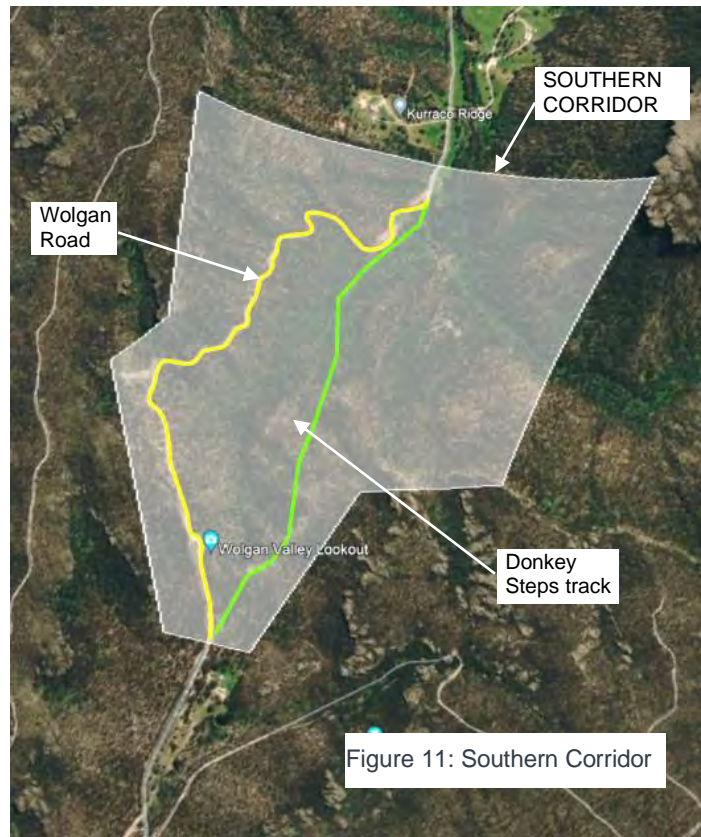 SOUTHERN
CORRIDOR
Kurraco Ridge
Wolgan
Road
Wolgan Valley Lookout
Donkey
Steps track
Figure 11: Southern Corridor